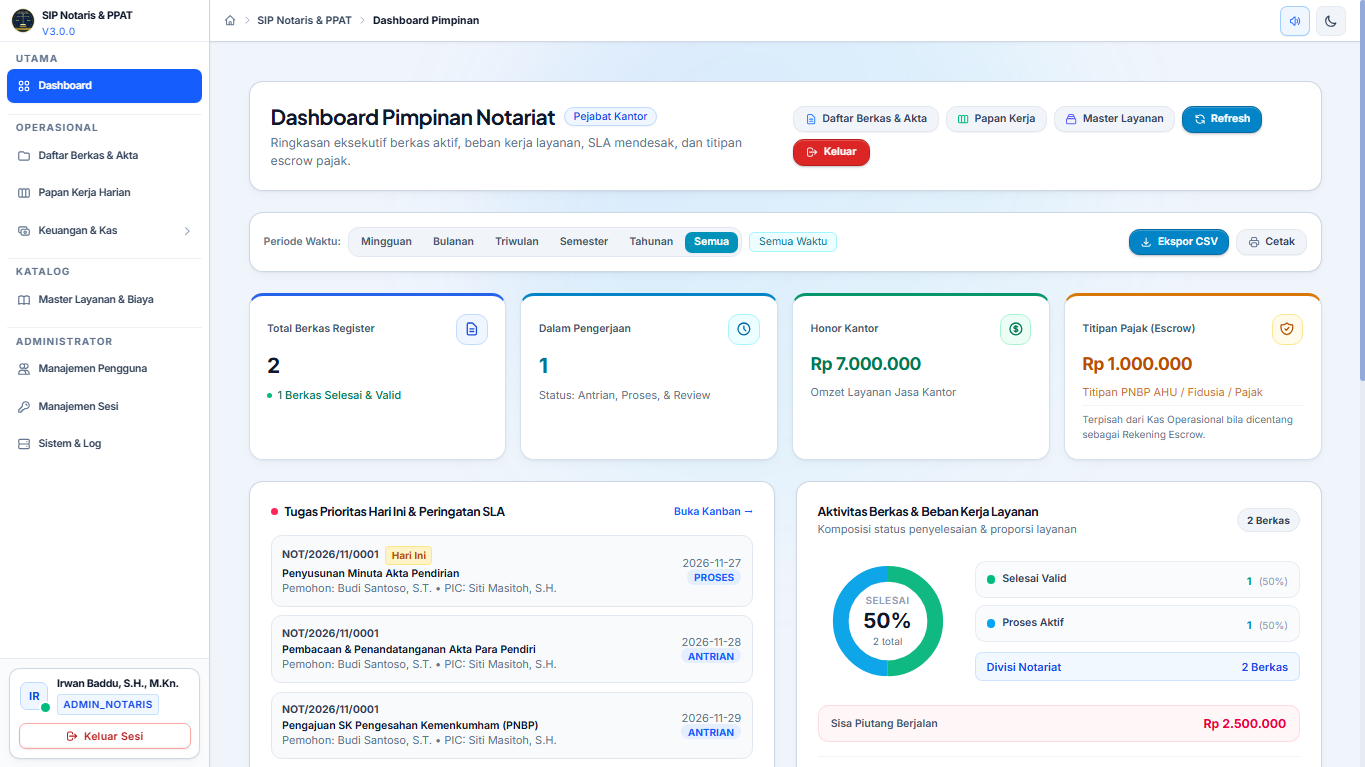 SIP Notaris & PPAT
V3.0.0
UTAMA
Dashboard
OPERASIONAL
Daftar Berkas & Akta
Papan Kerja Harian
Keuangan & Kas
KATALOG
Master Layanan & Biaya
ADMINISTRATOR
Manajemen Pengguna
Manajemen Sesi
Sistem & Log
IR
Irwan Baddu, S.H., M.Kn.
ADMIN_NOTARIS
Keluar Sesi
SIP Notaris & PPAT
Dashboard Pimpinan
Dashboard Pimpinan Notariat
Pejabat Kantor
Ringkasan eksekutif berkas aktif, beban kerja layanan, SLA mendesak, dan titipan
escrow pajak.
Daftar Berkas & Akta
Papan Kerja
Master Layanan
Refresh
Keluar
Periode Waktu:
Mingguan
Bulanan
Triwulan
Semester
Tahunan
Semua
Semua Waktu
Ekspor CSV
Cetak
Total Berkas Register
2
1 Berkas Selesai & Valid
Dalam Pengerjaan
1
Status: Antrian, Proses, & Review
Honor Kantor
Rp 7.000.000
Omzet Layanan Jasa Kantor
Titipan Pajak (Escrow)
Rp 1.000.000
Titipan PNBP AHU / Fidusia / Pajak
Terpisah dari Kas Operasional bila dicentang
sebagai Rekening Escrow.
Tugas Prioritas Hari Ini & Peringatan SLA
Buka Kanban →
NOT/2026/11/0001 Hari Ini
Penyusunan Minuta Akta Pendirian
Pemohon: Budi Santoso, S.T. • PIC: Siti Masitoh, S.H.
2026-11-27
PROSES
NOT/2026/11/0001
Pembacaan & Penandatanganan Akta Para Pendiri
Pemohon: Budi Santoso, S.T. • PIC: Siti Masitoh, S.H.
2026-11-28
ANTRIAN
NOT/2026/11/0001
Pengajuan SK Pengesahan Kemenkumham (PNBP)
Pemohon: Budi Santoso, S.T. • PIC: Siti Masitoh, S.H.
2026-11-29
ANTRIAN
Aktivitas Berkas & Beban Kerja Layanan
Komposisi status penyelesaian & proporsi layanan
2 Berkas
SELESAI
50%
2 total
Selesai Valid
1 (50%)
Proses Aktif
1 (50%)
Divisi Notariat
2 Berkas
Sisa Piutang Berjalan
Rp 2.500.000